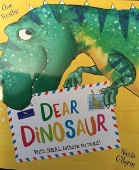 DEAR
DINOSAUR
With REAL letters to read!